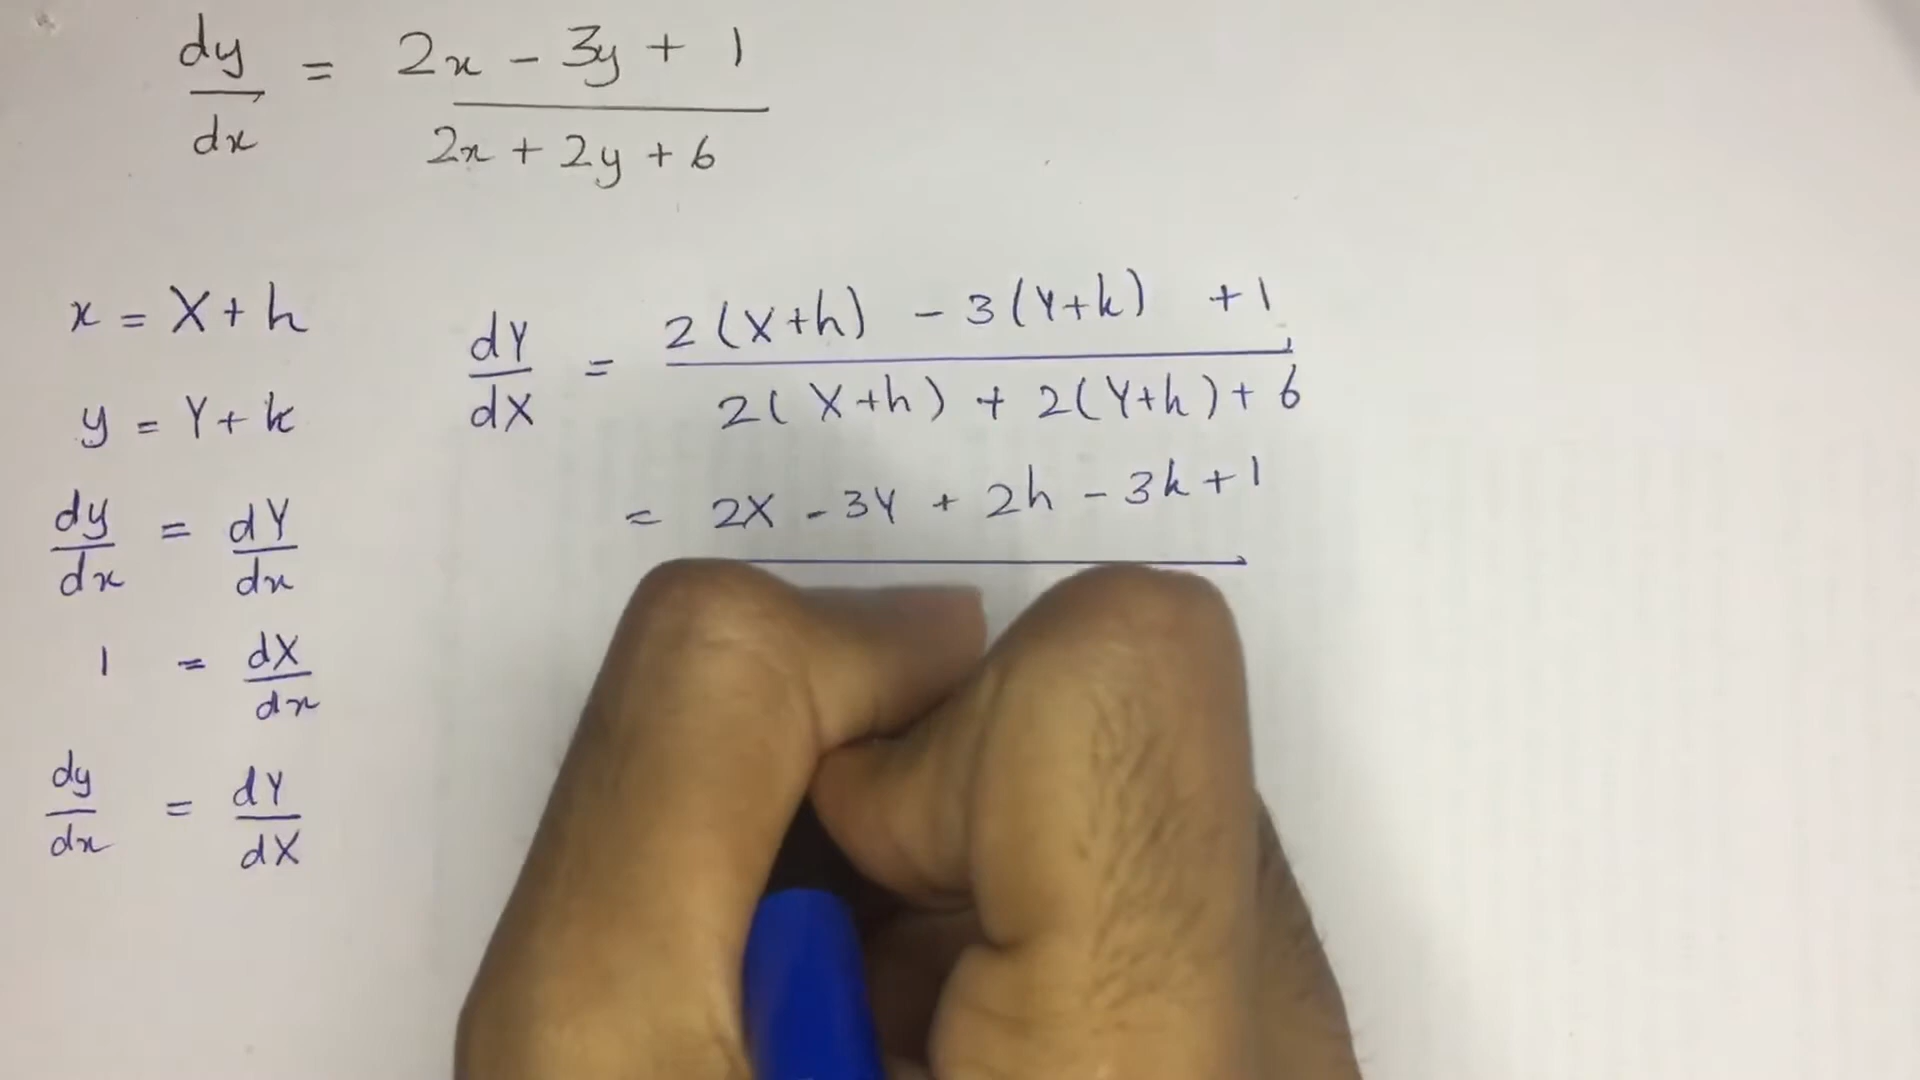 dy/dx = (2x - 3y + 1)/(2x + 2y + 6)
x = X + h
y = Y + k
dy/dx = dY/dx
1 = dX/dx
dy/dx = dY/dX
dY/dX = (2(X+h) - 3(Y+k) + 1)/(2(X+h) + 2(Y+k) + 6)
= 2X - 3Y + 2h - 3k + 1